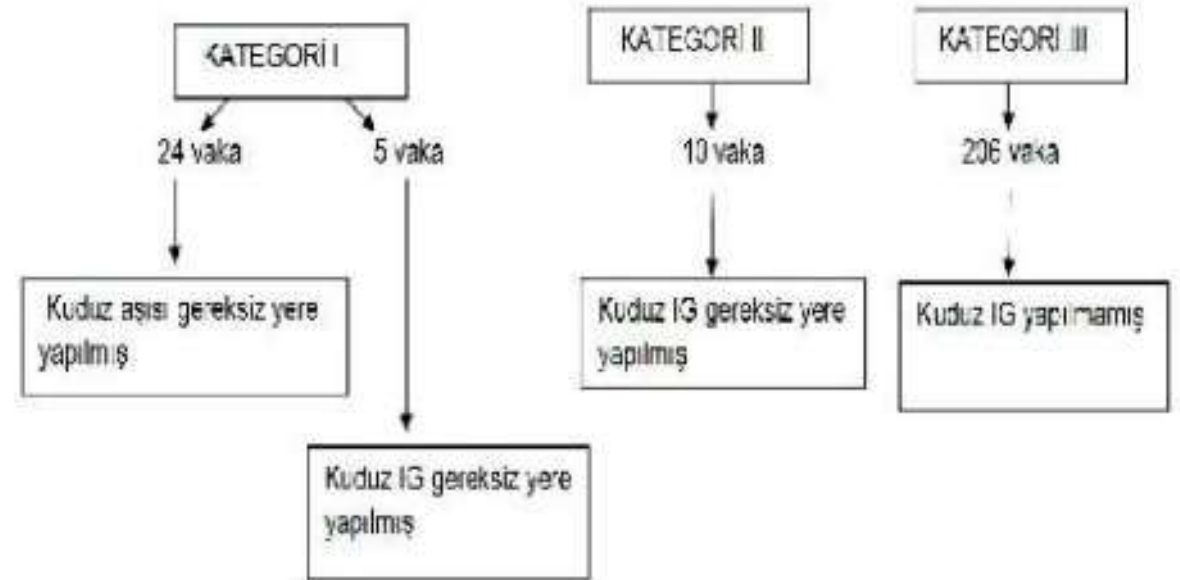 KATEGORİ I
KATEGORİ II
KATEGORİ III
24 vaka
5 vaka
10 vaka
206 vaka
Kuduz aşısı gereksiz yere
yapılmış
Kuduz IG gereksiz yere
yapılmış
Kuduz IG yapılmamış
Kuduz IG gereksiz yere
yapılmış